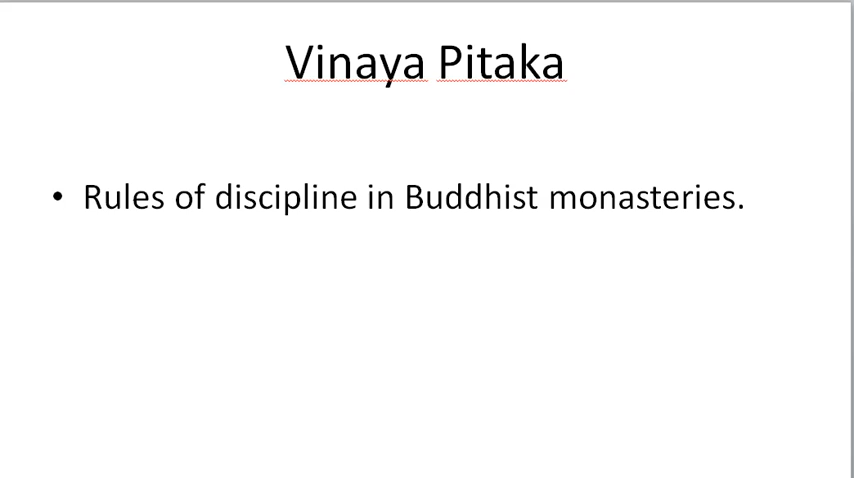 Vinaya Pitaka
• Rules of discipline in Buddhist monasteries.